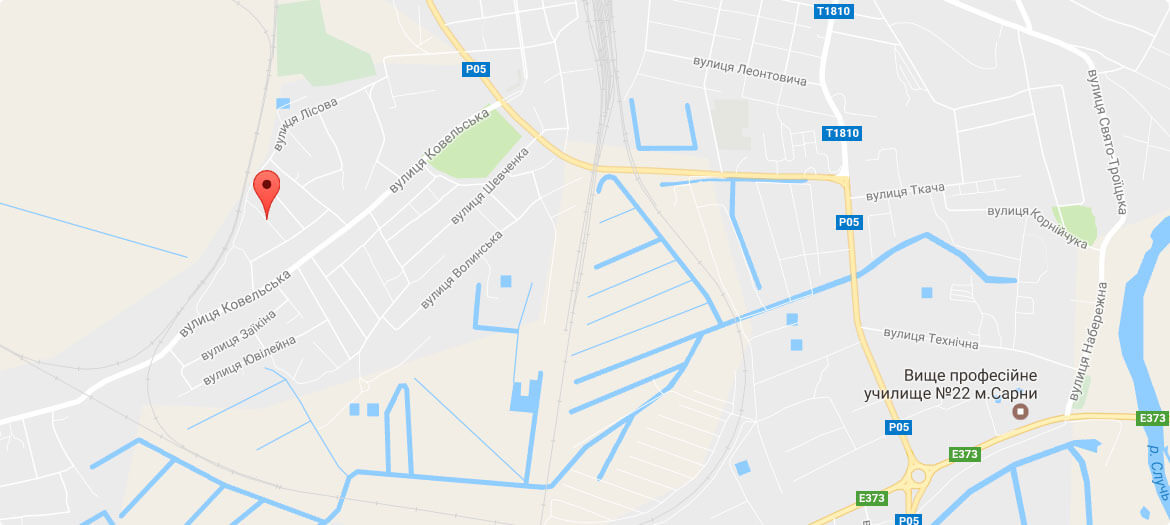 T1810
P05
вулиця Леонтовича
вулиця Свято-Троїцька
вулиця Лісова
вулиця Ковельська
T1810
вулиця Шевченка
вулиця Ткача
вулиця Корнійчука
P05
вулиця Волинська
вулиця Ковельська
вулиця Набережна
вулиця Заїкіна
вулиця Ювілейна
вулиця Технічна
Вище професійне
училище №22 м.Сарни
E373
P05
E373
р. Случь
E373
P05